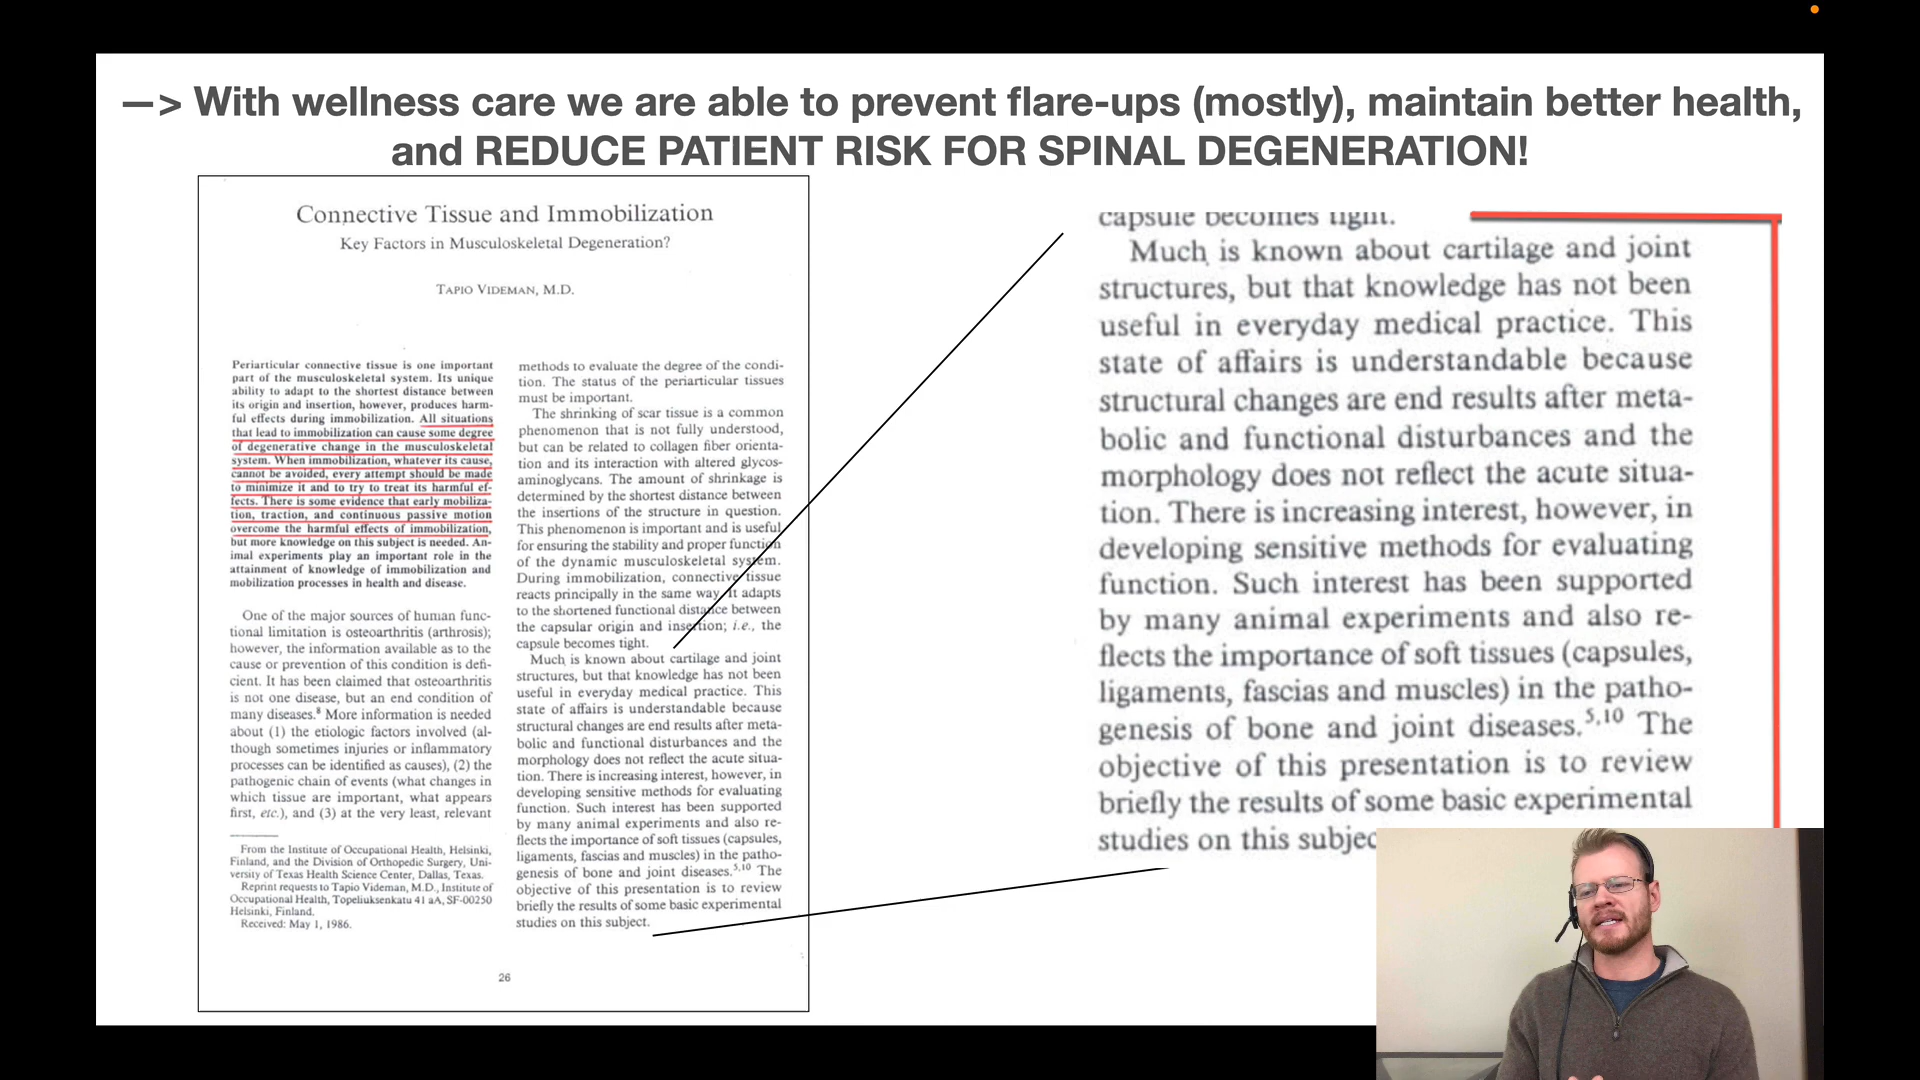 —> With wellness care we are able to prevent flare-ups (mostly), maintain better health,
and REDUCE PATIENT RISK FOR SPINAL DEGENERATION!
Connective Tissue and Immobilization
Key Factors in Musculoskeletal Degeneration?
TAPIO VIDEMAN, M.D.
Periarticular connective tissue is one important
part of the musculoskeletal system. Its unique
ability to adapt to the shortest distance between
its origin and insertion, however, produces harm-
ful effects during immobilization. All situations
that lead to immobilization can cause some degree
of degenerative change in the musculoskeletal
system. When immobilization, whatever its cause,
cannot be avoided, every attempt should be made
to minimize it and to try to treat its harmful ef-
fects. There is some evidence that early mobiliza-
tion, traction, and continuous passive motion
overcome the harmful effects of immobilization,
but more knowledge on this subject is needed. An-
imal experiments play an important role in the
attainment of knowledge of immobilization and
mobilization processes in health and disease.
One of the major sources of human func-
tional limitation is osteoarthritis (arthrosis);
however, the information available as to the
cause or prevention of this condition is defi-
cient. It has been claimed that osteoarthritis
is not one disease, but an end condition of
many diseases.8 More information is needed
about (1) the etiologic factors involved (al-
though sometimes injuries or inflammatory
processes can be identified as causes), (2) the
pathogenic chain of events (what changes in
which tissue are important, what appears
first, etc.), and (3) at the very least, relevant
From the Institute of Occupational Health, Helsinki,
Finland, and the Division of Orthopedic Surgery, Uni-
versity of Texas Health Science Center, Dallas, Texas.
Reprint requests to Tapio Videman, M.D., Institute of
Occupational Health, Topeliuksenkatu 41 aA, SF-00250
Helsinki, Finland.
Received: May 1, 1986.
methods to evaluate the degree of the condi-
tion. The status of the periarticular tissues
must be important.
The shrinking of scar tissue is a common
phenomenon that is not fully understood,
but can be related to collagen fiber orienta-
tion and its interaction with altered glycos-
aminoglycans. The amount of shrinkage is
determined by the shortest distance between
the insertions of the structure in question.
This phenomenon is important and is useful
for ensuring the stability and proper function
of the dynamic musculoskeletal system.
During immobilization, connective tissue
reacts principally in the same way. It adapts
to the shortened functional distance between
the capsular origin and insertion; i.e., the
capsule becomes tight.
Much is known about cartilage and joint
structures, but that knowledge has not been
useful in everyday medical practice. This
state of affairs is understandable because
structural changes are end results after meta-
bolic and functional disturbances and the
morphology does not reflect the acute situa-
tion. There is increasing interest, however, in
developing sensitive methods for evaluating
function. Such interest has been supported
by many animal experiments and also re-
flects the importance of soft tissues (capsules,
ligaments, fascias and muscles) in the patho-
genesis of bone and joint diseases.5,10 The
objective of this presentation is to review
briefly the results of some basic experimental
studies on this subject.
26
capsule becomes tight.
Much is known about cartilage and joint
structures, but that knowledge has not been
useful in everyday medical practice. This
state of affairs is understandable because
structural changes are end results after meta-
bolic and functional disturbances and the
morphology does not reflect the acute situa-
tion. There is increasing interest, however, in
developing sensitive methods for evaluating
function. Such interest has been supported
by many animal experiments and also re-
flects the importance of soft tissues (capsules,
ligaments, fascias and muscles) in the patho-
genesis of bone and joint diseases.5,10 The
objective of this presentation is to review
briefly the results of some basic experimental
studies on this subjec